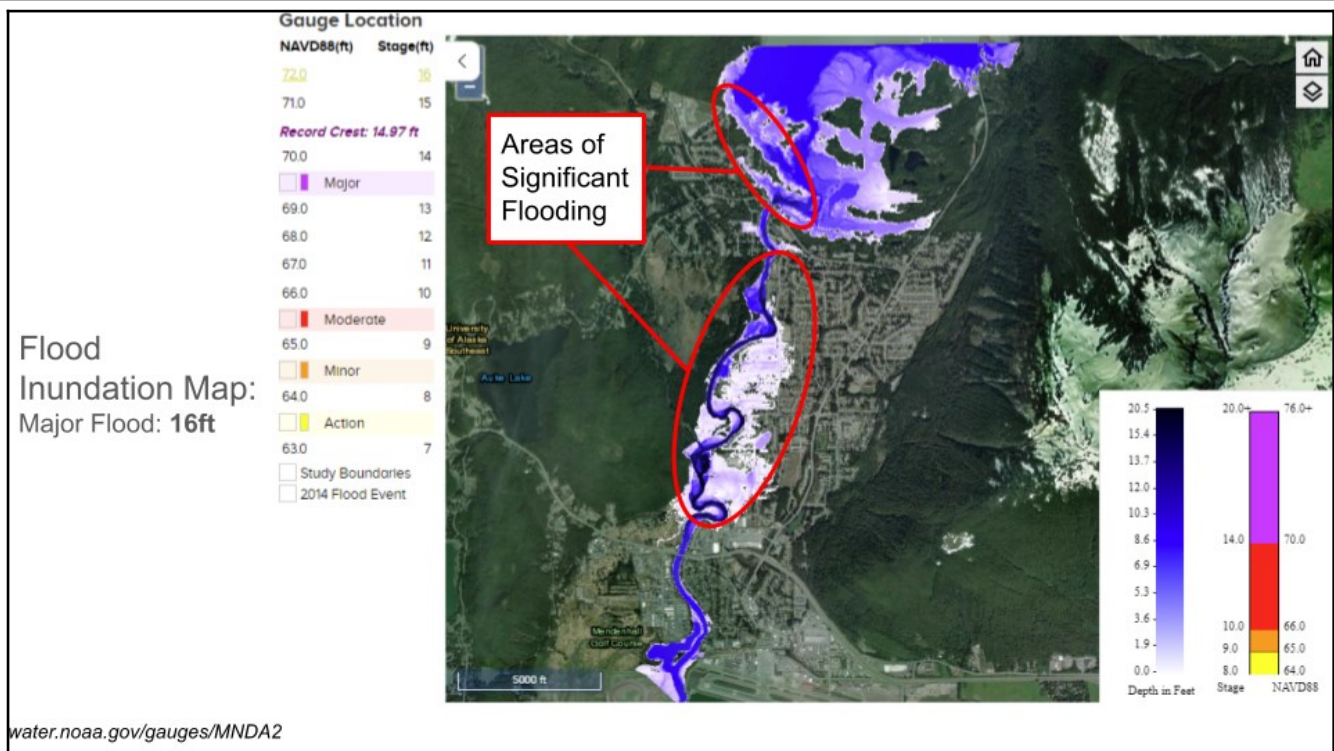 Gauge Location
NAVD88(ft) Stage(ft)
72.0 16
71.0 15
Record Crest: 14.97 ft
70.0 14
Major
69.0 13
68.0 12
67.0 11
66.0 10
Moderate
65.0 9
Minor
64.0 8
Action
63.0 7
Study Boundaries
2014 Flood Event
Flood
Inundation Map:
Major Flood: 16ft
Areas of
Significant
Flooding
University
of Alaska
Southeast
Auke Lake
Mendenhall
Golf Course
5000 ft
20.5
15.4
13.7
12.0
10.3
8.6
6.9
5.3
3.6
1.9
0.0
Depth in Feet
20.0+ 76.0+
14.0 70.0
10.0 66.0
9.0 65.0
8.0 64.0
Stage NAVD88
water.noaa.gov/gauges/MNDA2